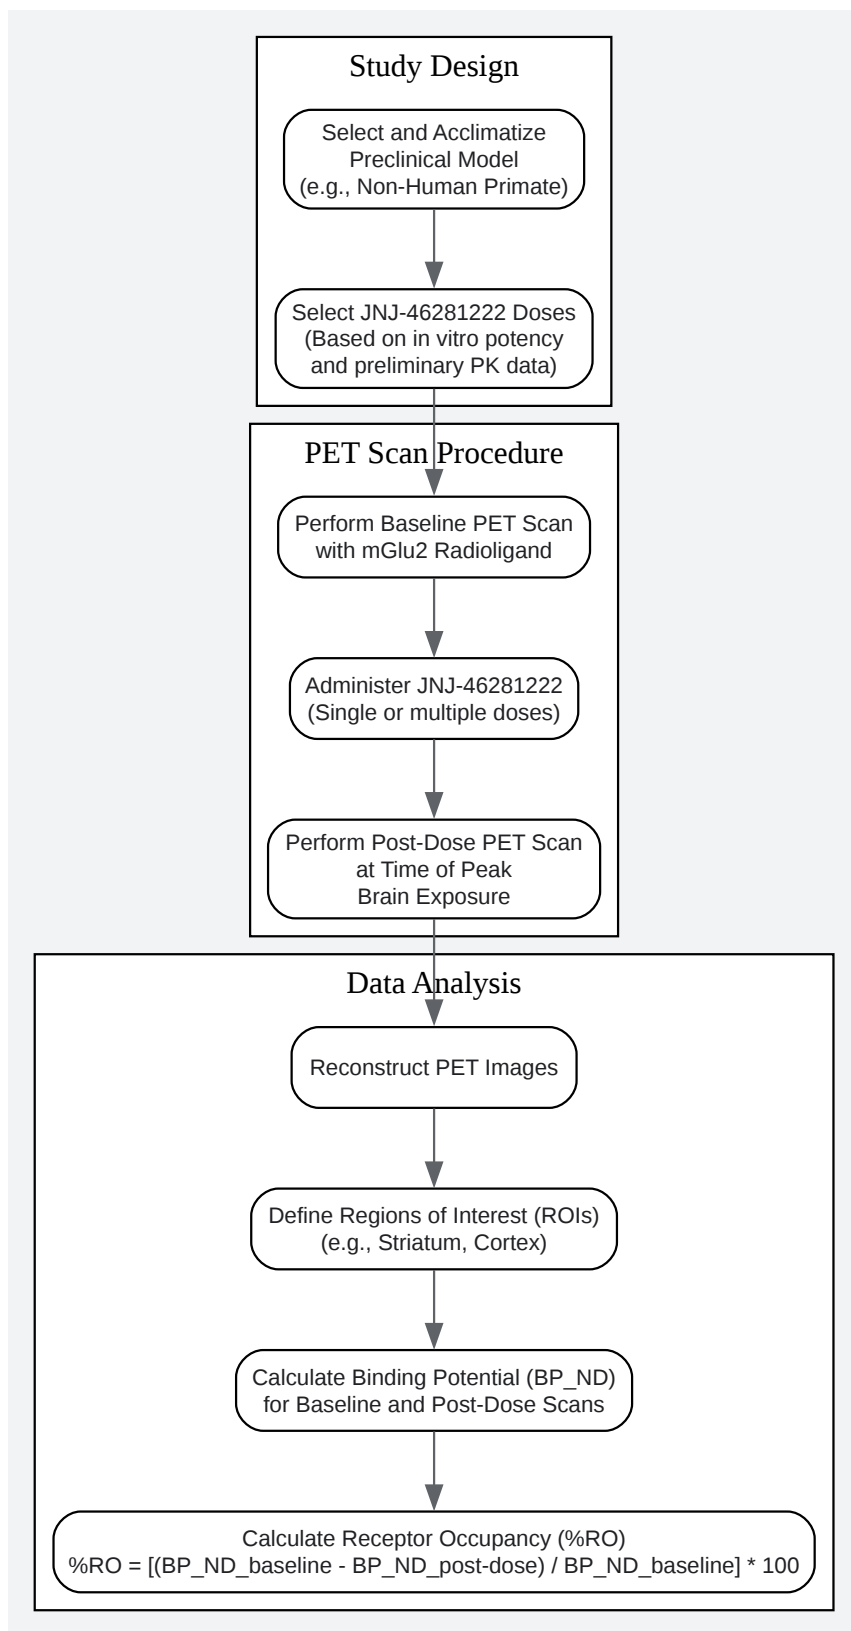 Study Design
Select and Acclimatize
Preclinical Model
(e.g., Non-Human Primate)
Select JNJ-46281222 Doses
(Based on in vitro potency
and preliminary PK data)
PET Scan Procedure
Perform Baseline PET Scan
with mGlu2 Radioligand
Administer JNJ-46281222
(Single or multiple doses)
Perform Post-Dose PET Scan
at Time of Peak
Brain Exposure
Data Analysis
Reconstruct PET Images
Define Regions of Interest (ROIs)
(e.g., Striatum, Cortex)
Calculate Binding Potential (BP_ND)
for Baseline and Post-Dose Scans
Calculate Receptor Occupancy (%RO)
%RO = [(BP_ND_baseline - BP_ND_post-dose) / BP_ND_baseline] * 100